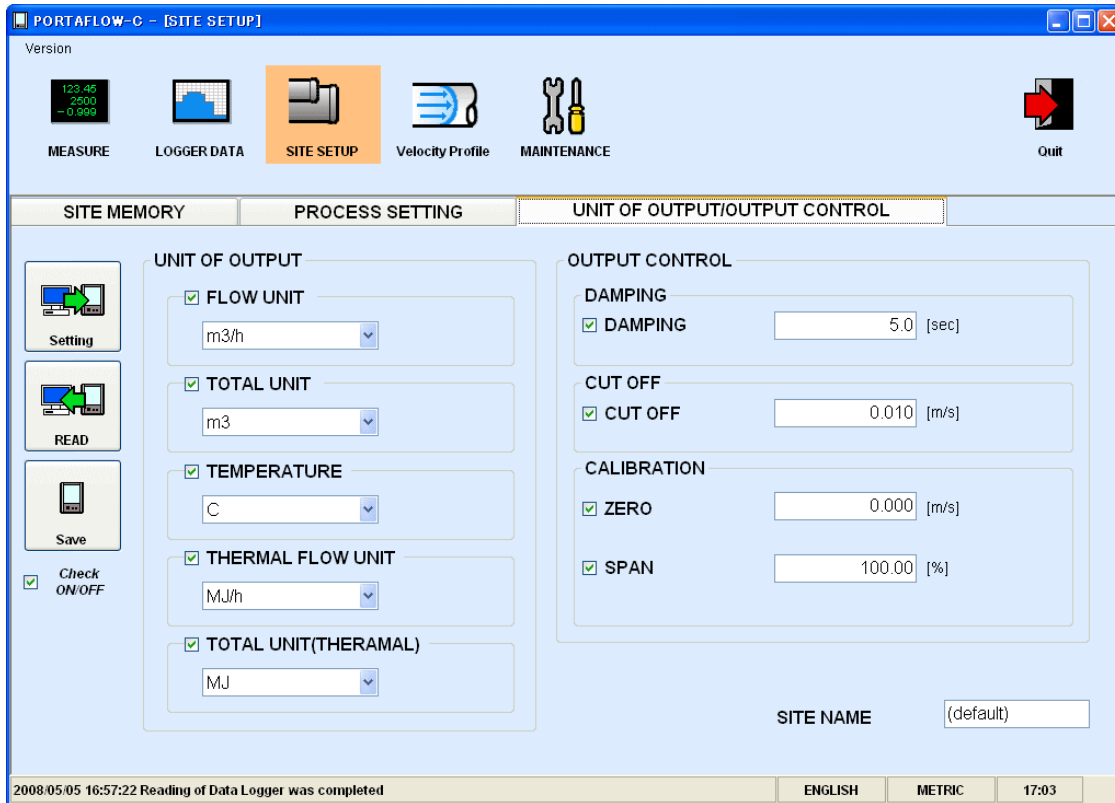 PORTAFLOW-C - [SITE SETUP]
Version
123.45
2500
-0.999
MEASURE
LOGGER DATA
SITE SETUP
Velocity Profile
MAINTENANCE
Quit
SITE MEMORY
PROCESS SETTING
UNIT OF OUTPUT/OUTPUT CONTROL
Setting
READ
Save
Check
ON/OFF
UNIT OF OUTPUT
FLOW UNIT
m3/h
TOTAL UNIT
m3
TEMPERATURE
C
THERMAL FLOW UNIT
MJ/h
TOTAL UNIT(THERAMAL)
MJ
OUTPUT CONTROL
DAMPING
DAMPING 5.0 [sec]
CUT OFF
CUT OFF 0.010 [m/s]
CALIBRATION
ZERO 0.000 [m/s]
SPAN 100.00 [%]
SITE NAME (default)
2008/05/05 16:57:22 Reading of Data Logger was completed ENGLISH METRIC 17:03